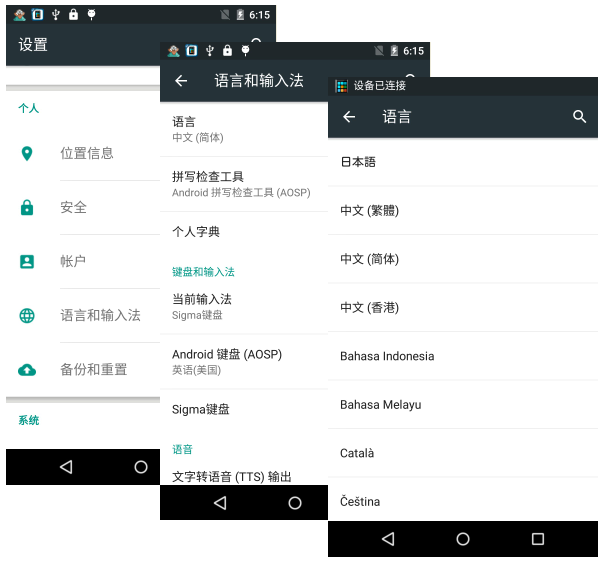 6:15
设置
个人
位置信息
安全
帐户
语言和输入法
备份和重置
系统
6:15
语言和输入法
语言
中文 (简体)
拼写检查工具
Android 拼写检查工具 (AOSP)
个人字典
键盘和输入法
当前输入法
Sigma键盘
Android 键盘 (AOSP)
英语(美国)
Sigma键盘
语音
文字转语音 (TTS) 输出
设备已连接
语言
日本語
中文 (繁體)
中文 (简体)
中文 (香港)
Bahasa Indonesia
Bahasa Melayu
Català
Čeština